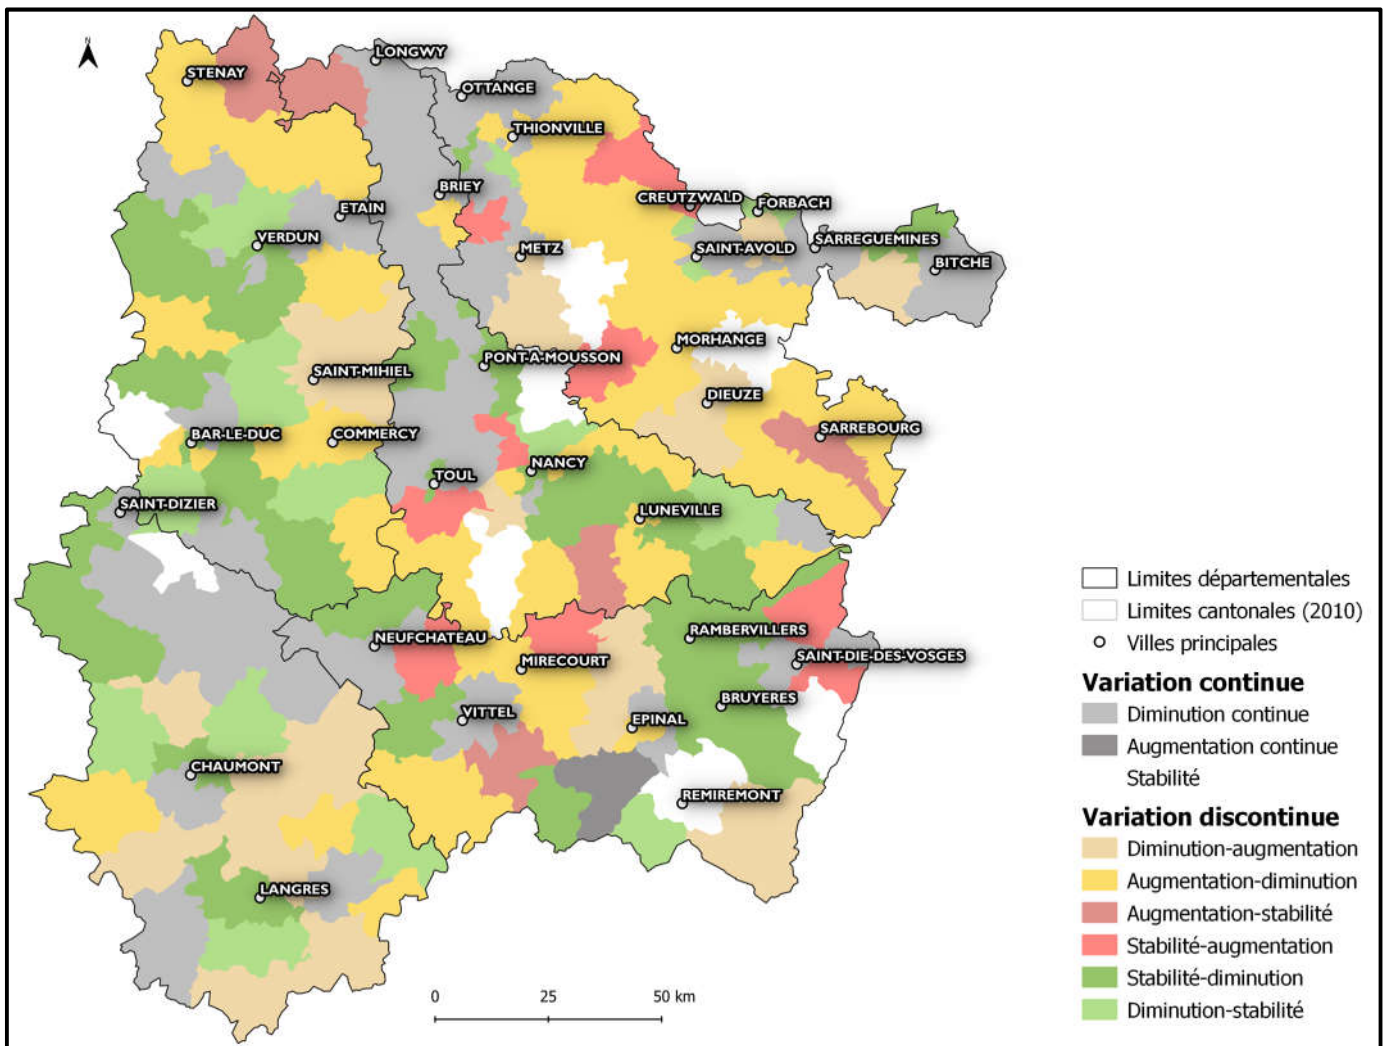 N
LONGWY
STENAY
OTTANGE
THIONVILLE
BRIEY
CREUTZWALD
FORBACH
ETAIN
VERDUN
METZ
SAINT-AVOLD
SARREGUEMINES
BITCHE
MORHANGE
PONT-A-MOUSSON
SAINT-MIHIEL
DIEUZE
BAR-LE-DUC
COMMERCY
SARREBOURG
NANCY
TOUL
SAINT-DIZIER
LUNEVILLE
NEUFCHATEAU
RAMBERVILLERS
MIRECOURT
SAINT-DIE-DES-VOSGES
BRUYERES
VITTEL
EPINAL
CHAUMONT
REMIREMONT
LANGRES
0 25 50 km
Limites départementales
Limites cantonales (2010)
Villes principales
Variation continue
Diminution continue
Augmentation continue
Stabilité
Variation discontinue
Diminution-augmentation
Augmentation-diminution
Augmentation-stabilité
Stabilité-augmentation
Stabilité-diminution
Diminution-stabilité